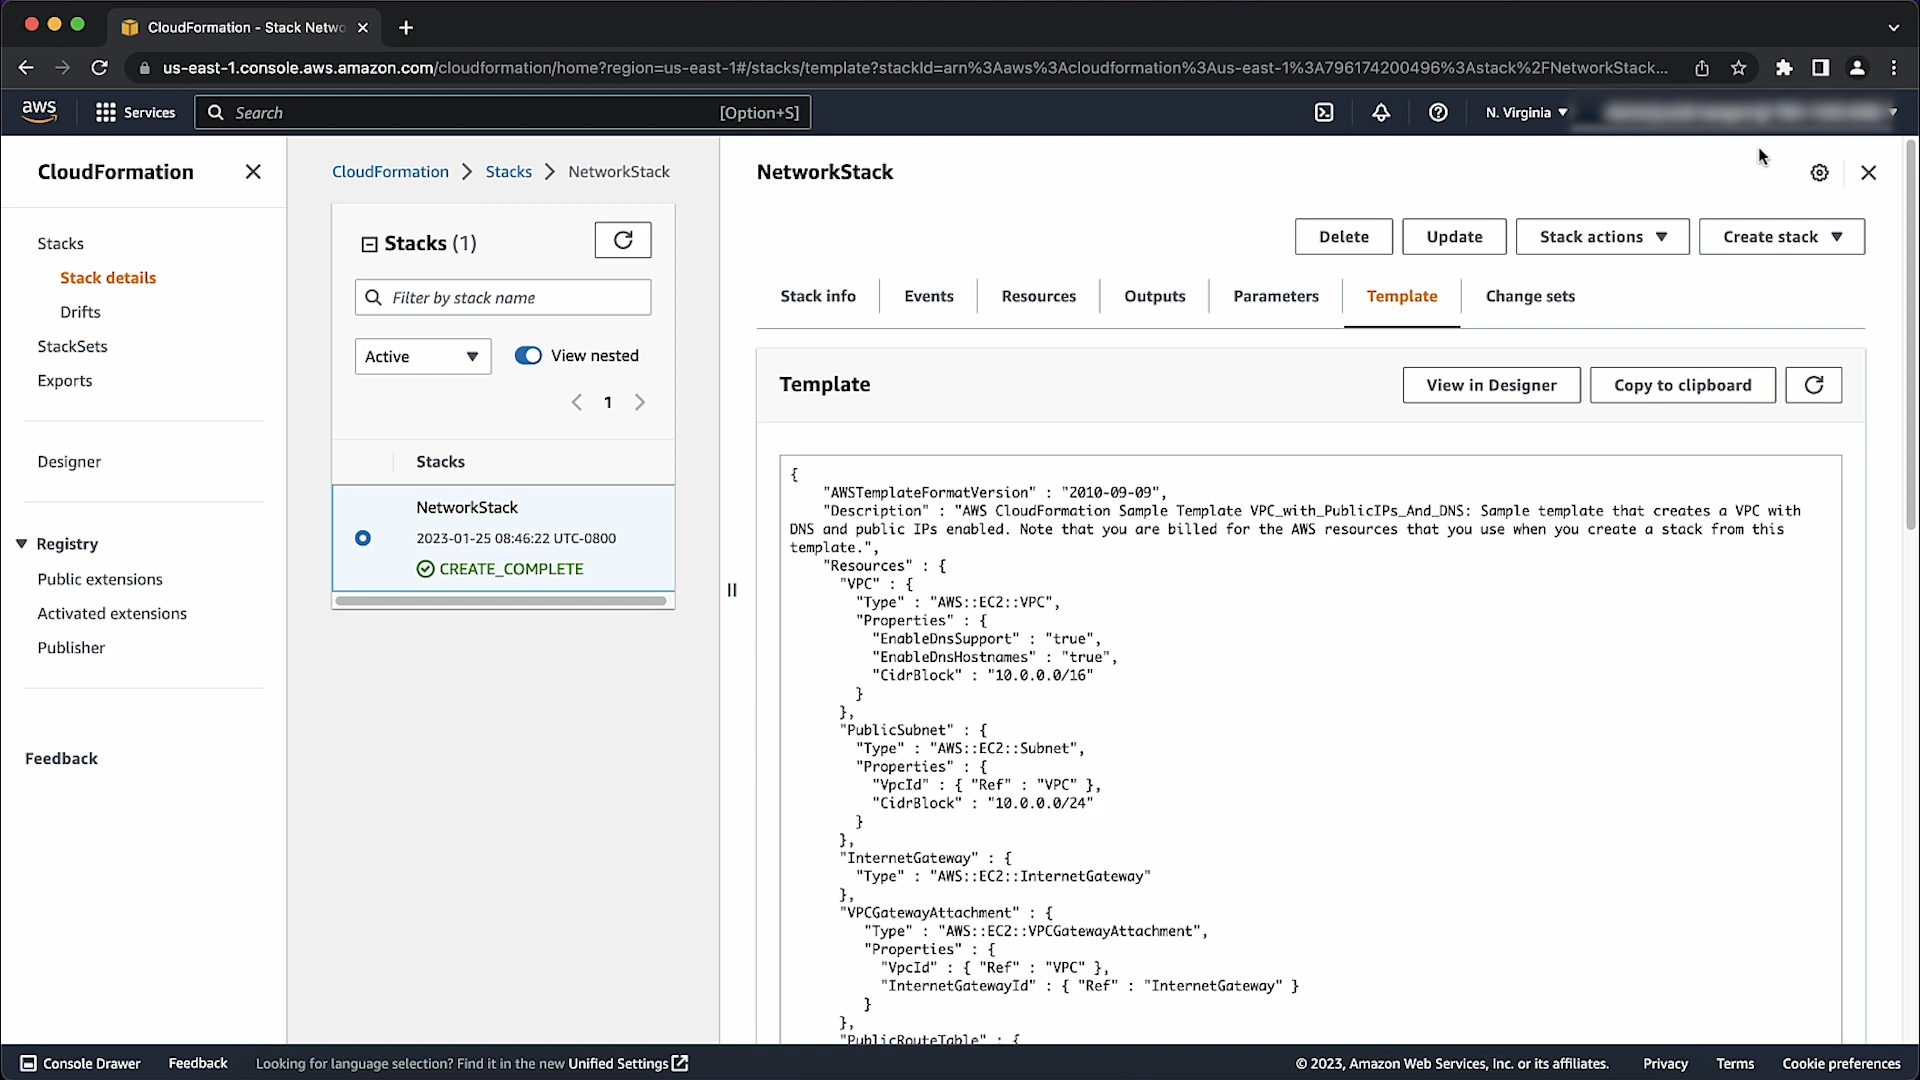 CloudFormation - Stack Netwo
us-east-1.console.aws.amazon.com/cloudformation/home?region=us-east-1#/stacks/template?stackId=arn%3Aaws%3Acloudformation%3Aus-east-1%3A796174200496%3Astack%2FNetworkStack...
aws Services Search [Option+S] N. Virginia
CloudFormation
Stacks
Stack details
Drifts
StackSets
Exports
Designer
Registry
Public extensions
Activated extensions
Publisher
Feedback
CloudFormation > Stacks > NetworkStack
Stacks (1)
Filter by stack name
Active View nested
1
Stacks
NetworkStack
2023-01-25 08:46:22 UTC-0800
CREATE_COMPLETE
NetworkStack
Delete Update Stack actions Create stack
Stack info Events Resources Outputs Parameters Template Change sets
Template View in Designer Copy to clipboard
{
"AWSTemplateFormatVersion" : "2010-09-09",
"Description" : "AWS CloudFormation Sample Template VPC_with_PublicIPs_And_DNS: Sample template that creates a VPC with
DNS and public IPs enabled. Note that you are billed for the AWS resources that you use when you create a stack from this
template.",
"Resources" : {
"VPC" : {
"Type" : "AWS::EC2::VPC",
"Properties" : {
"EnableDnsSupport" : "true",
"EnableDnsHostnames" : "true",
"CidrBlock" : "10.0.0.0/16"
}
},
"PublicSubnet" : {
"Type" : "AWS::EC2::Subnet",
"Properties" : {
"VpcId" : { "Ref" : "VPC" },
"CidrBlock" : "10.0.0.0/24"
}
},
"InternetGateway" : {
"Type" : "AWS::EC2::InternetGateway"
},
"VPCGatewayAttachment" : {
"Type" : "AWS::EC2::VPCGatewayAttachment",
"Properties" : {
"VpcId" : { "Ref" : "VPC" },
"InternetGatewayId" : { "Ref" : "InternetGateway" }
}
},
"PublicRouteTable" : {
Console Drawer Feedback Looking for language selection? Find it in the new Unified Settings © 2023, Amazon Web Services, Inc. or its affiliates. Privacy Terms Cookie preferences